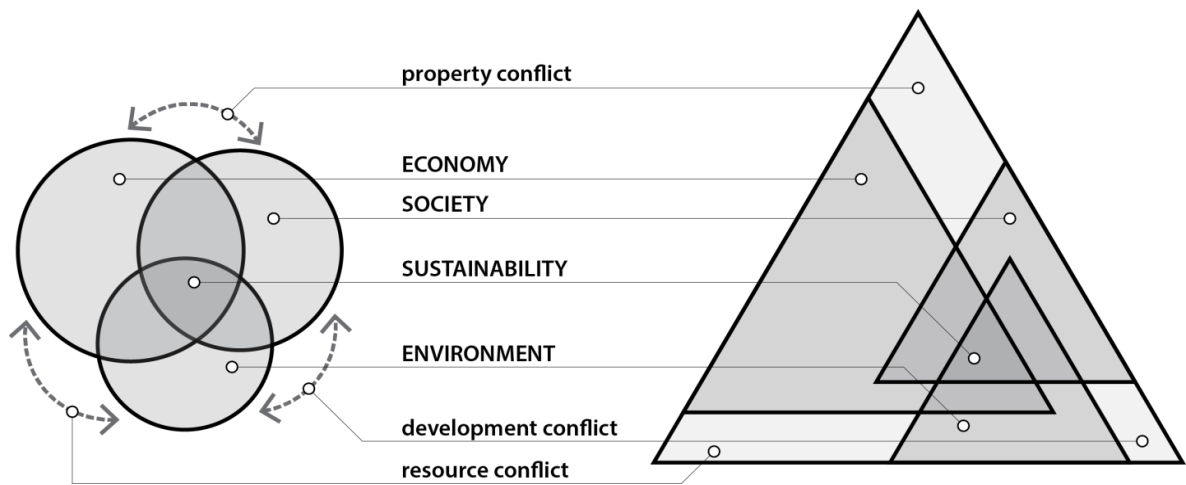 property conflict
ECONOMY
SOCIETY
SUSTAINABILITY
ENVIRONMENT
development conflict
resource conflict